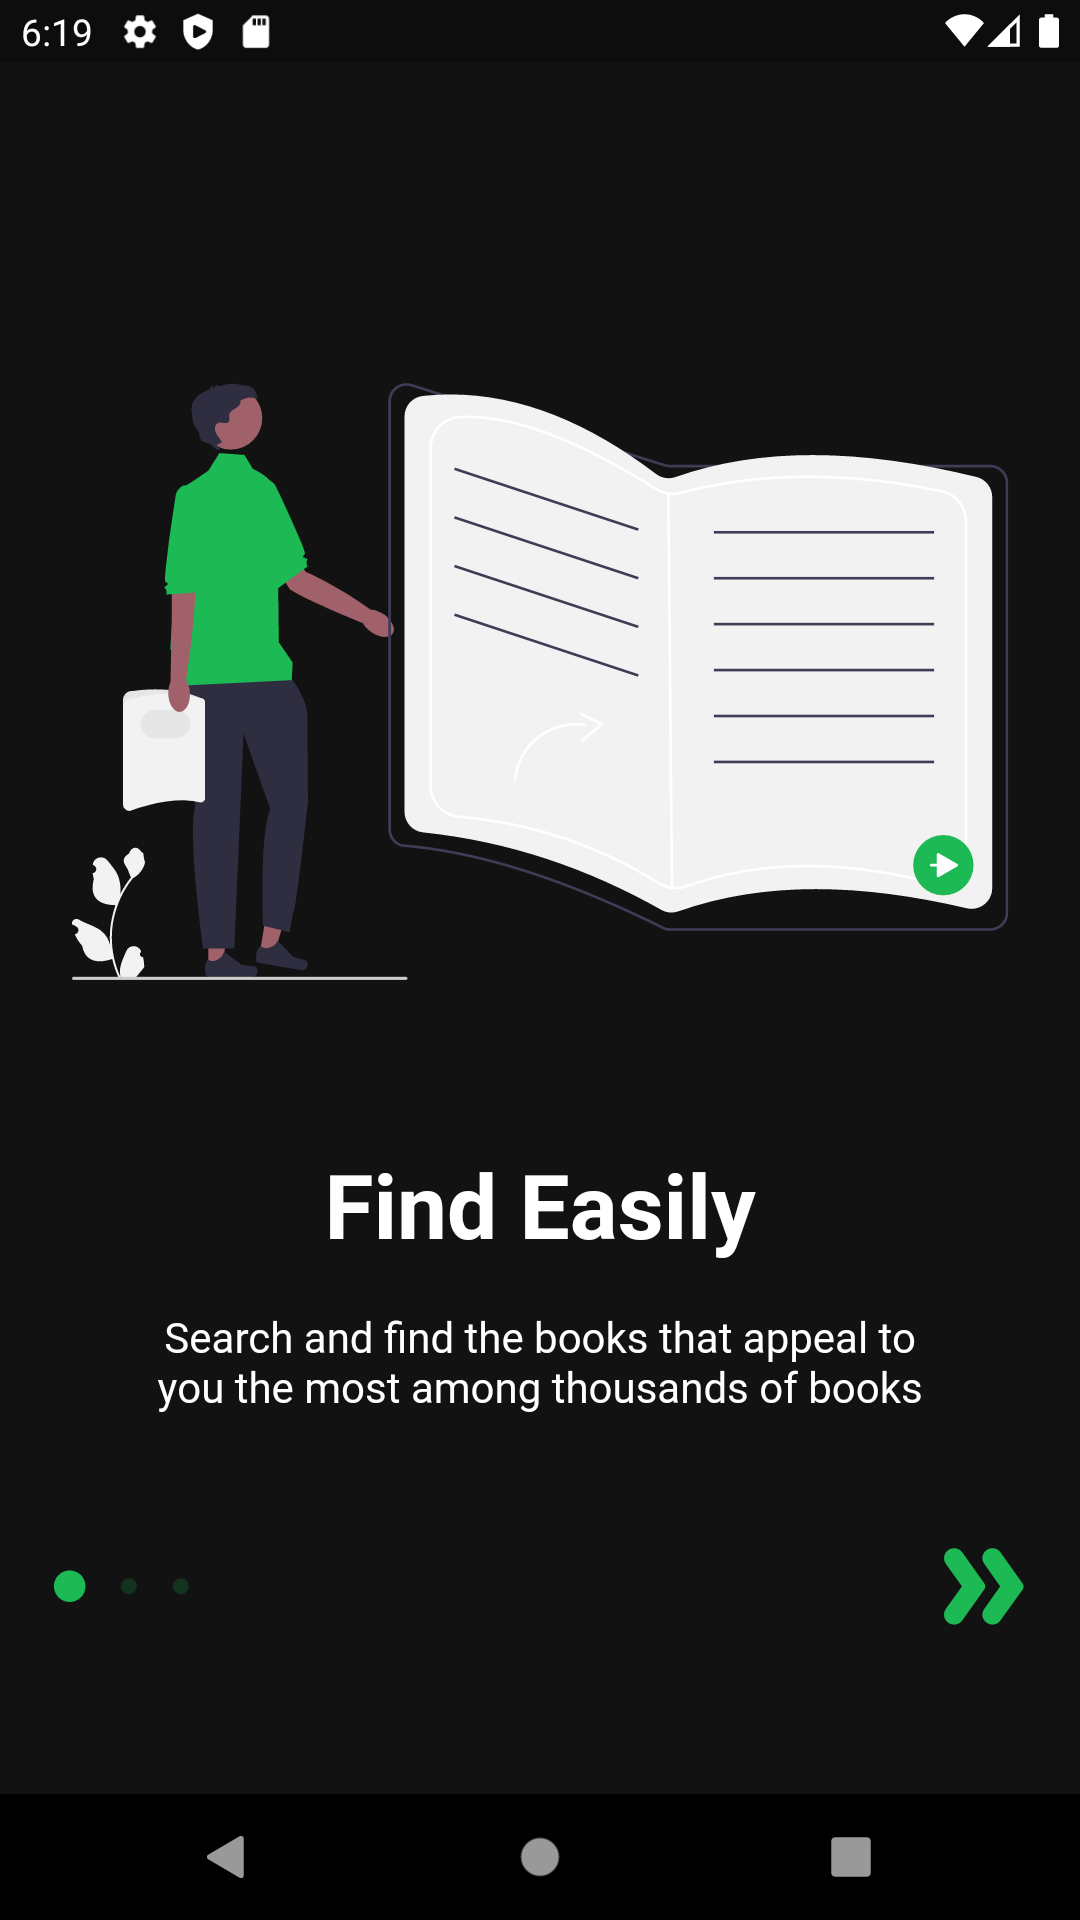 6:19
Find Easily
Search and find the books that appeal to
you the most among thousands of books